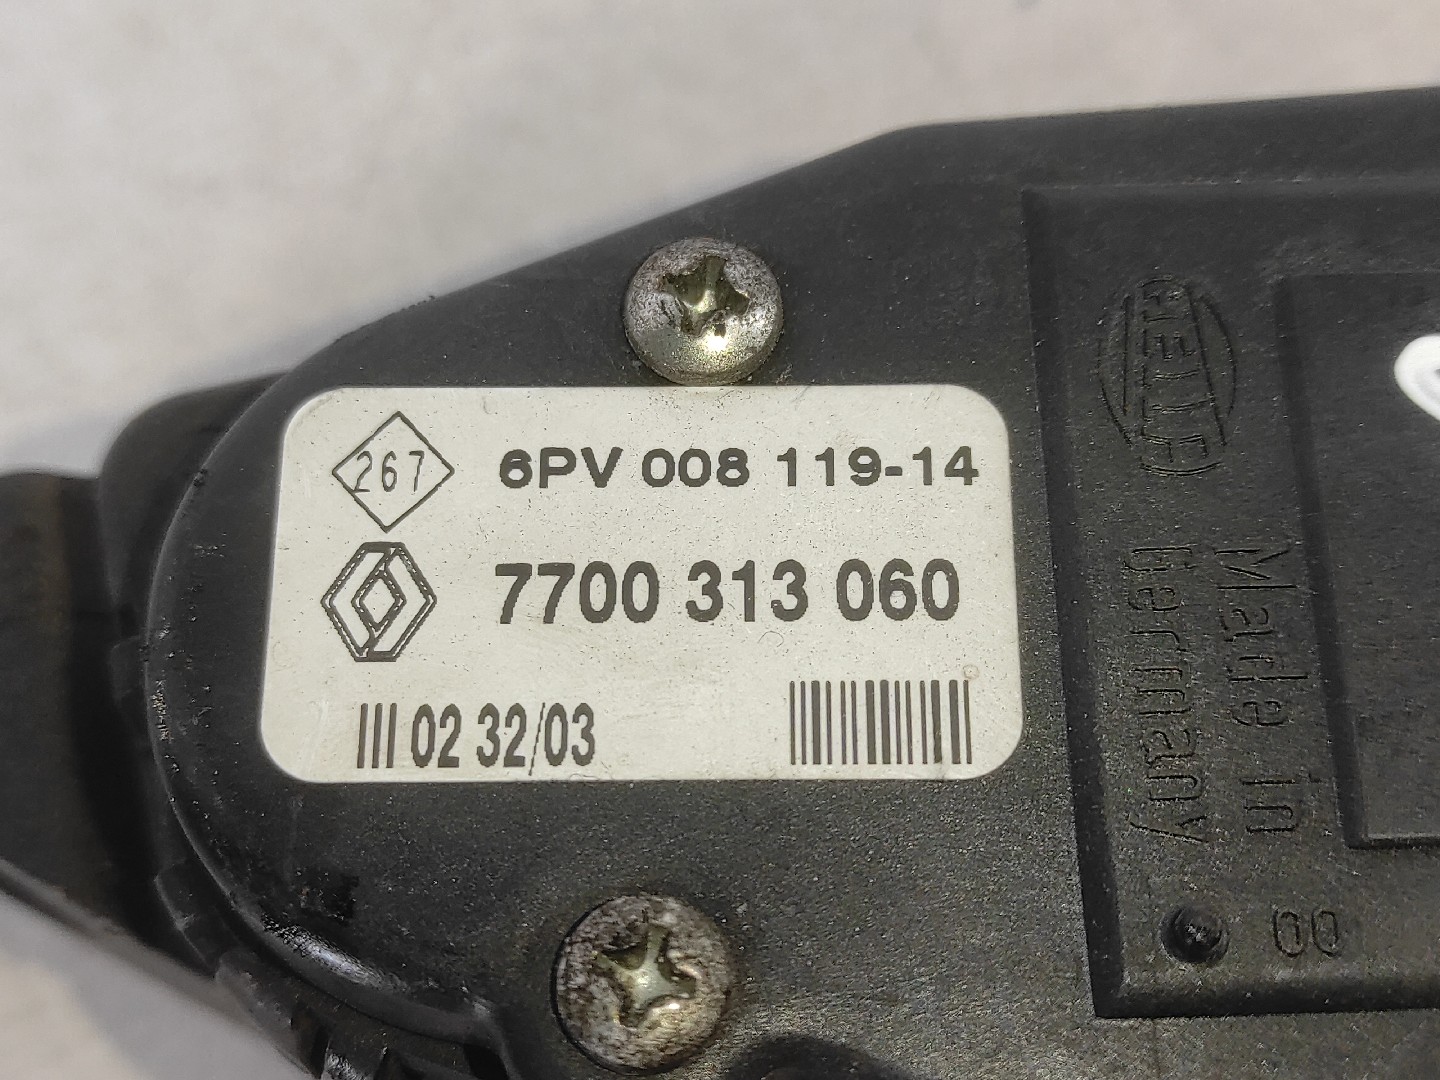 267 6PV 008 119-14
7700 313 060
02 32/03
HELLA
Made in
Germany
00